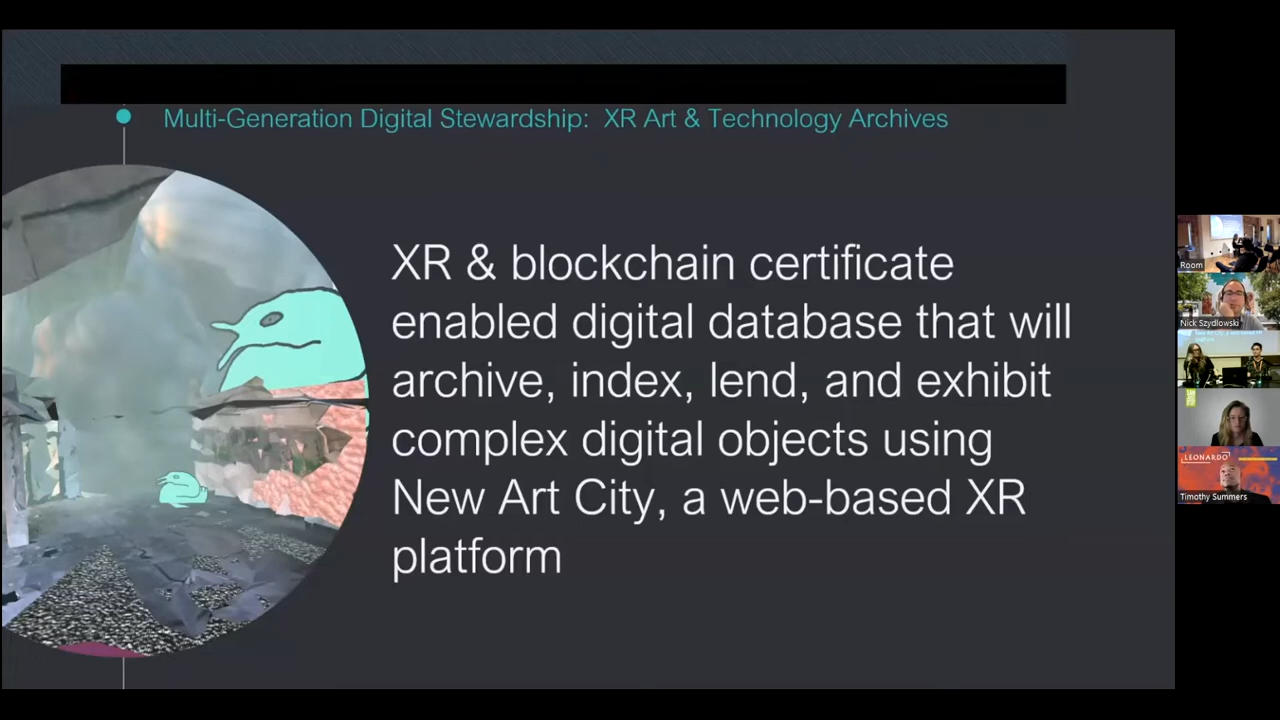 Multi-Generation Digital Stewardship:  XR Art & Technology Archives
XR & blockchain certificate
enabled digital database that will
archive, index, lend, and exhibit
complex digital objects using
New Art City, a web-based XR
platform
Room
Nick Szydlowski
LEONARDO
Timothy Summers